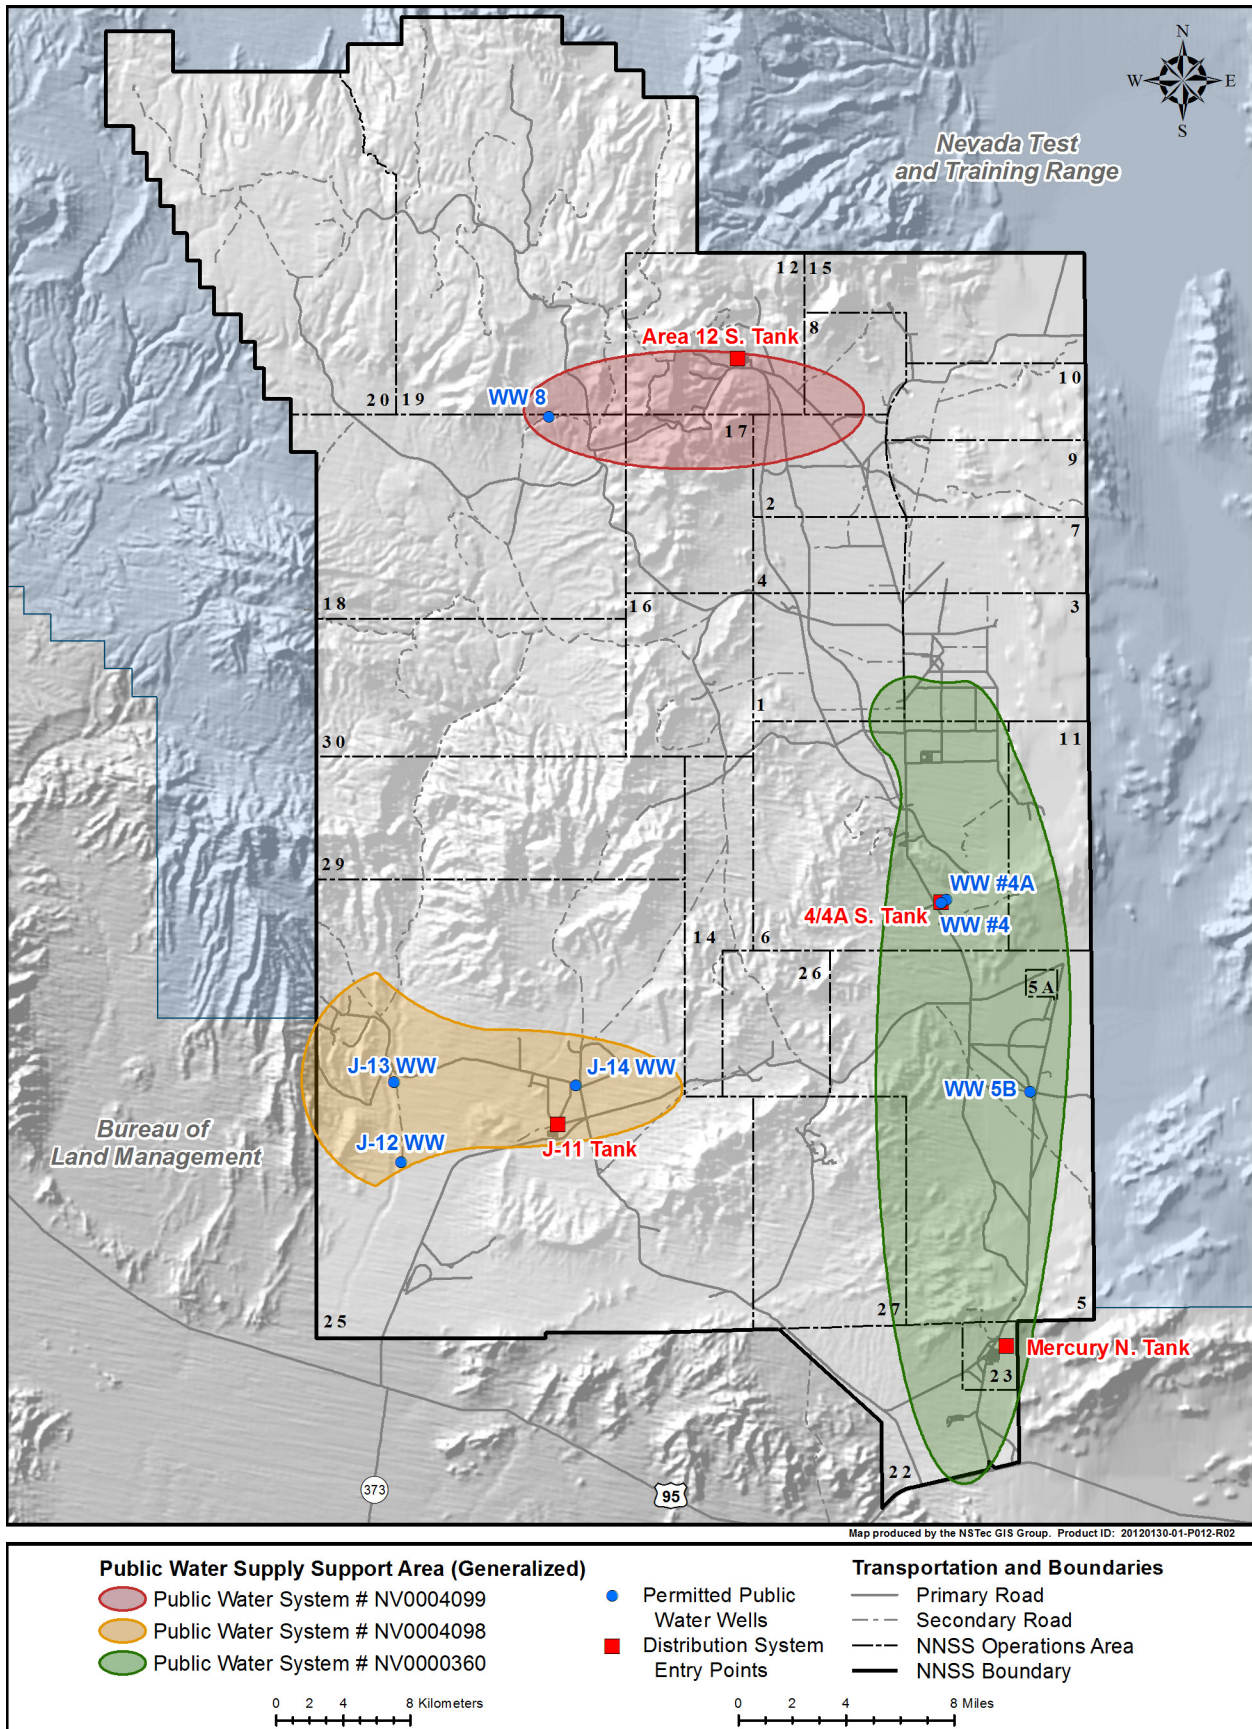 N
W
E
S
Nevada Test
and Training Range
12
15
Area 12 S. Tank
8
10
WW 8
20
19
17
9
2
7
4
18
16
3
1
30
11
29
WW #4A
4/4A S. Tank
WW #4
14
6
26
5A
J-13 WW
J-14 WW
WW 5B
Bureau of
Land Management
J-12 WW
J-11 Tank
25
27
5
Mercury N. Tank
23
22
373
95
Map produced by the NSTec GIS Group. Product ID: 20120130-01-P012-R02
Public Water Supply Support Area (Generalized)
Public Water System # NV0004099
Public Water System # NV0004098
Public Water System # NV0000360
Permitted Public
Water Wells
Distribution System
Entry Points
Transportation and Boundaries
Primary Road
Secondary Road
NNSS Operations Area
NNSS Boundary
0 2 4 8 Kilometers
0 2 4 8 Miles